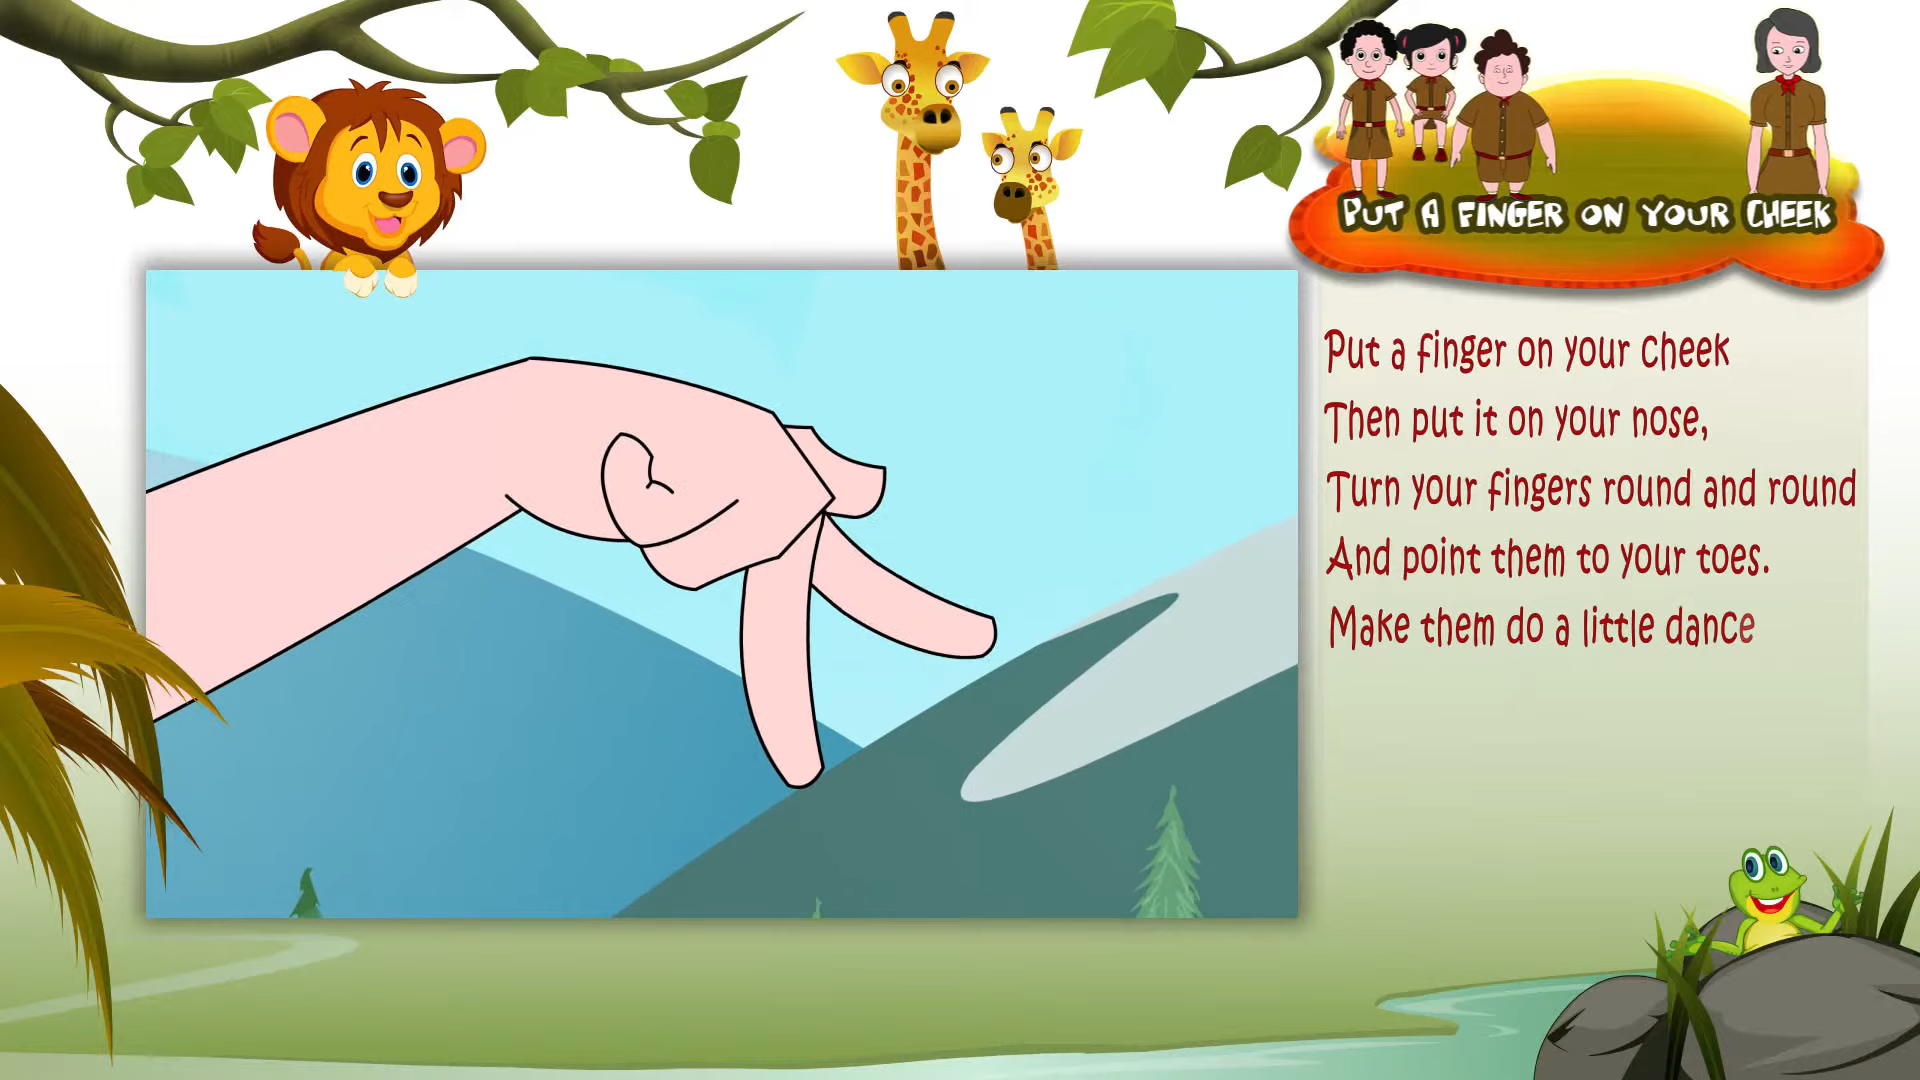 PUT A FINGER ON YOUR CHEEK
Put a finger on your cheek
Then put it on your nose,
Turn your fingers round and round
And point them to your toes.
Make them do a little dance